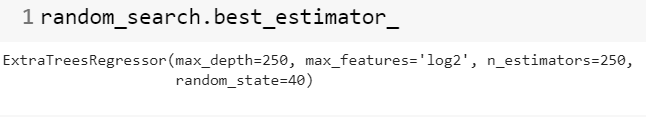 1 random_search.best_estimator_
ExtraTreesRegressor(max_depth=250, max_features='log2', n_estimators=250,
random_state=40)